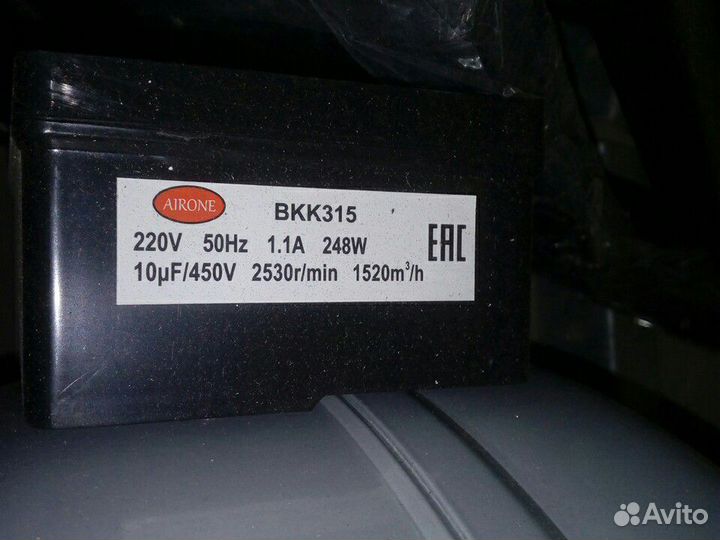 AIRONE BKK315
220V 50Hz 1.1A 248W EAC
10µF/450V 2530r/min 1520m³/h
Avito